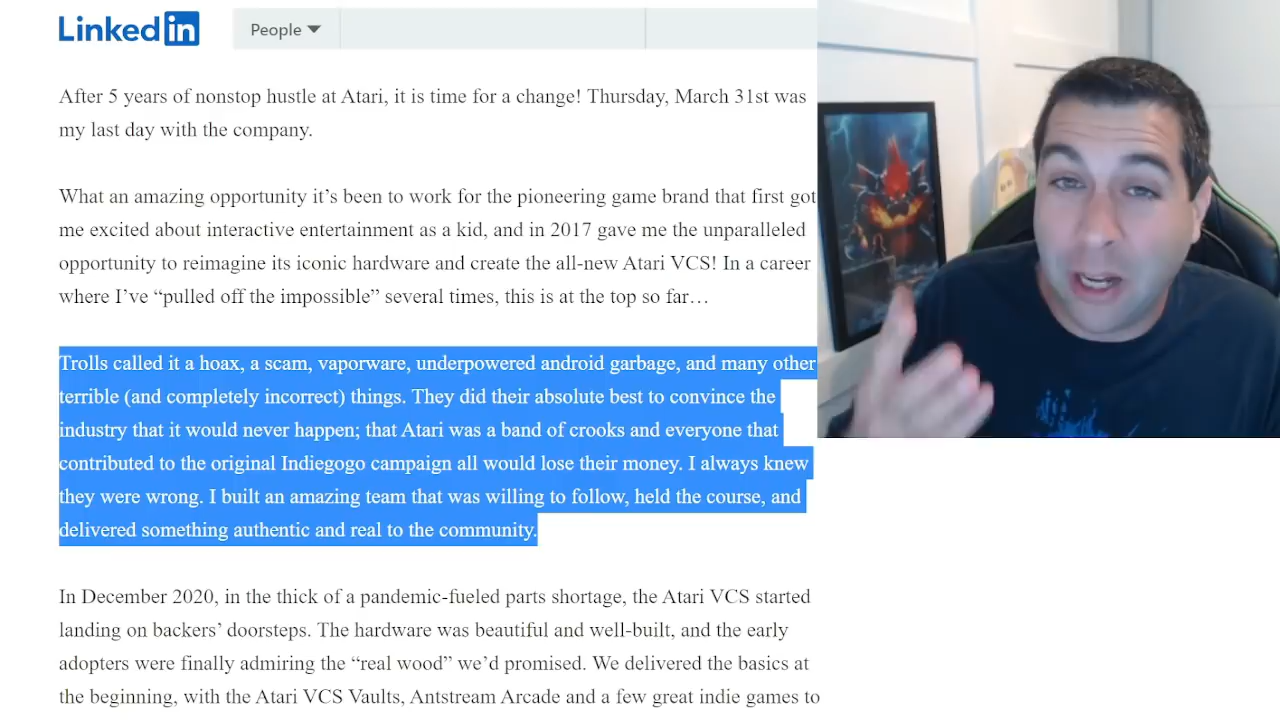 Linked in
People
After 5 years of nonstop hustle at Atari, it is time for a change! Thursday, March 31st was
my last day with the company.
What an amazing opportunity it’s been to work for the pioneering game brand that first got
me excited about interactive entertainment as a kid, and in 2017 gave me the unparalleled
opportunity to reimagine its iconic hardware and create the all-new Atari VCS! In a career
where I’ve “pulled off the impossible” several times, this is at the top so far…
Trolls called it a hoax, a scam, vaporware, underpowered android garbage, and many other
terrible (and completely incorrect) things. They did their absolute best to convince the
industry that it would never happen; that Atari was a band of crooks and everyone that
contributed to the original Indiegogo campaign all would lose their money. I always knew
they were wrong. I built an amazing team that was willing to follow, held the course, and
delivered something authentic and real to the community.
In December 2020, in the thick of a pandemic-fueled parts shortage, the Atari VCS started
landing on backers’ doorsteps. The hardware was beautiful and well-built, and the early
adopters were finally admiring the “real wood” we’d promised. We delivered the basics at
the beginning, with the Atari VCS Vaults, Antstream Arcade and a few great indie games to